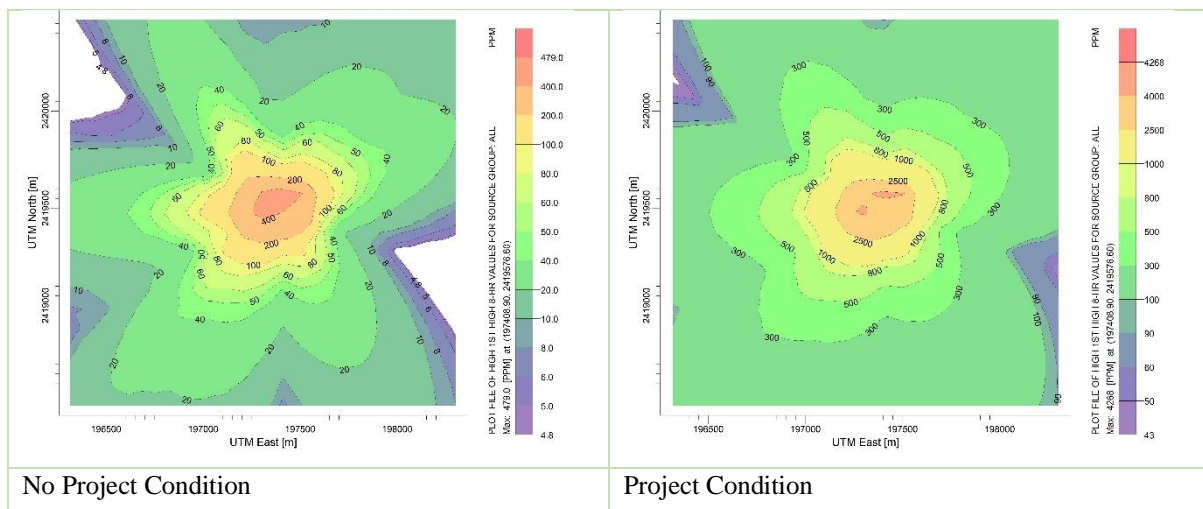 PPM
479.0
400.0
200.0
100.0
80.0
60.0
50.0
40.0
20.0
10.0
8.0
6.0
5.0
4.8
PLOT FILE OF HIGH 1ST HIGH 8-HR VALUES FOR SOURCE GROUP: ALL
Max: 479.0 [PPM] at (197408.90, 2419576.60)
UTM North [m]
2420000
2419500
2419000
196500 197000 197500 198000
UTM East [m]
No Project Condition
PPM
4268
4000
2500
1000
1000
800
500
300
100
90
60
50
43
PLOT FILE OF HIGH 1ST HIGH 8-HR VALUES FOR SOURCE GROUP: ALL
Max: 4268 [PPM] at (197408.90, 2419576.60)
UTM North [m]
2420000
2419500
2419000
196500 197000 197500 198000
UTM East [m]
Project Condition